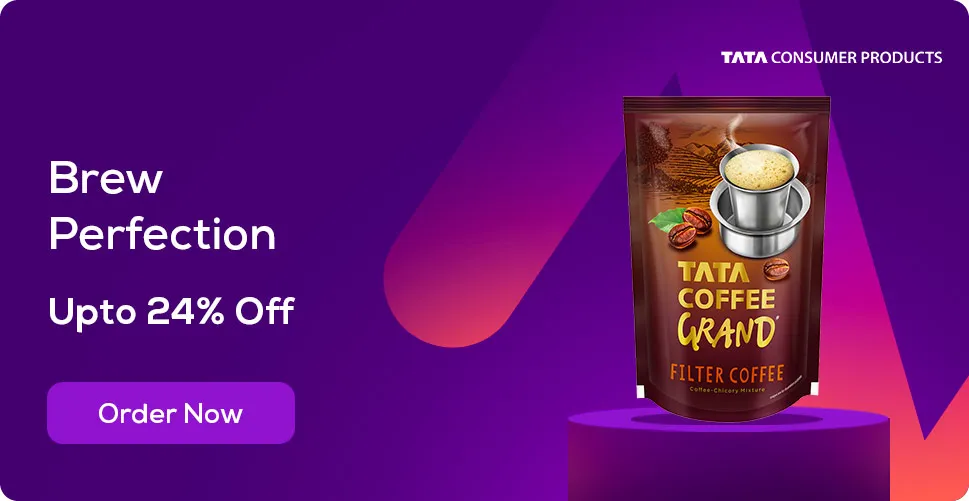 TATA CONSUMER PRODUCTS
Brew
Perfection
Upto 24% Off
Order Now
TATA
COFFEE
GRAND
FILTER COFFEE
Coffee-Chicory Mixture